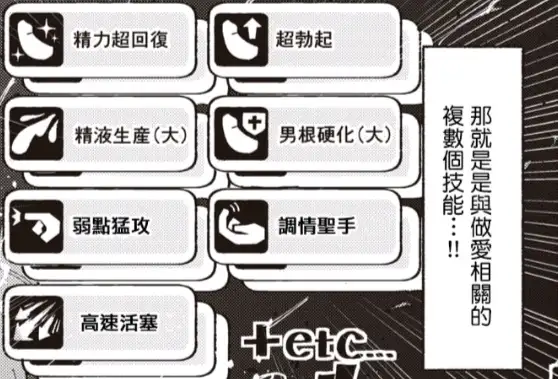 那就是是與做愛相關的
複數個技能…!!
精力超回復
超勃起
精液生產(大)
男根硬化(大)
弱點猛攻
調情聖手
高速活塞
+etc...